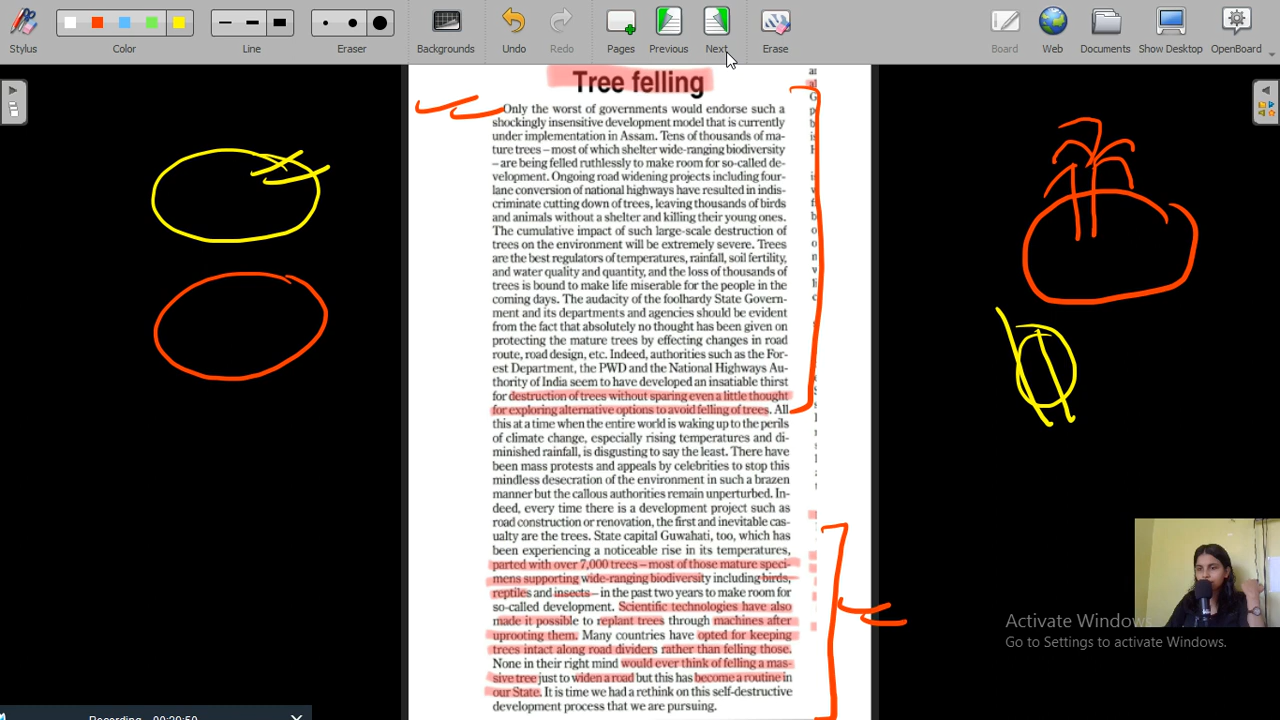 Stylus
Color
Line
Eraser
Backgrounds
Undo
Redo
Pages
Previous
Next
Erase
Board
Web
Documents
Show Desktop
OpenBoard
Tree felling
Only the worst of governments would endorse such a
shockingly insensitive development model that is currently
under implementation in Assam. Tens of thousands of ma-
ture trees – most of which shelter wide-ranging biodiversity
– are being felled ruthlessly to make room for so-called de-
velopment. Ongoing road widening projects including four-
lane conversion of national highways have resulted in indis-
criminate cutting down of trees, leaving thousands of birds
and animals without a shelter and killing their young ones.
The cumulative impact of such large-scale destruction of
trees on the environment will be extremely severe. Trees
are the best regulators of temperatures, rainfall, soil fertility,
and water quality and quantity, and the loss of thousands of
trees is bound to make life miserable for the people in the
coming days. The audacity of the foolhardy State Govern-
ment and its departments and agencies should be evident
from the fact that absolutely no thought has been given on
protecting the mature trees by effecting changes in road
route, road design, etc. Indeed, authorities such as the For-
est Department, the PWD and the National Highways Au-
thority of India seem to have developed an insatiable thirst
for destruction of trees without sparing even a little thought
for exploring alternative options to avoid felling of trees. All
this at a time when the entire world is waking up to the perils
of climate change, especially rising temperatures and di-
minished rainfall, is disgusting to say the least. There have
been mass protests and appeals by celebrities to stop this
mindless desecration of the environment in such a brazen
manner but the callous authorities remain unperturbed. In-
deed, every time there is a development project such as
road construction or renovation, the first and inevitable cas-
ualty are the trees. State capital Guwahati, too, which has
been experiencing a noticeable rise in its temperatures,
parted with over 7,000 trees – most of those mature speci-
mens supporting wide-ranging biodiversity including birds,
reptiles and insects – in the past two years to make room for
so-called development. Scientific technologies have also
made it possible to replant trees through machines after
uprooting them. Many countries have opted for keeping
trees intact along road dividers rather than felling those.
None in their right mind would ever think of felling a mas-
sive tree just to widen a road but this has become a routine in
our State. It is time we had a rethink on this self-destructive
development process that we are pursuing.
Activate Windows
Go to Settings to activate Windows.
Recording